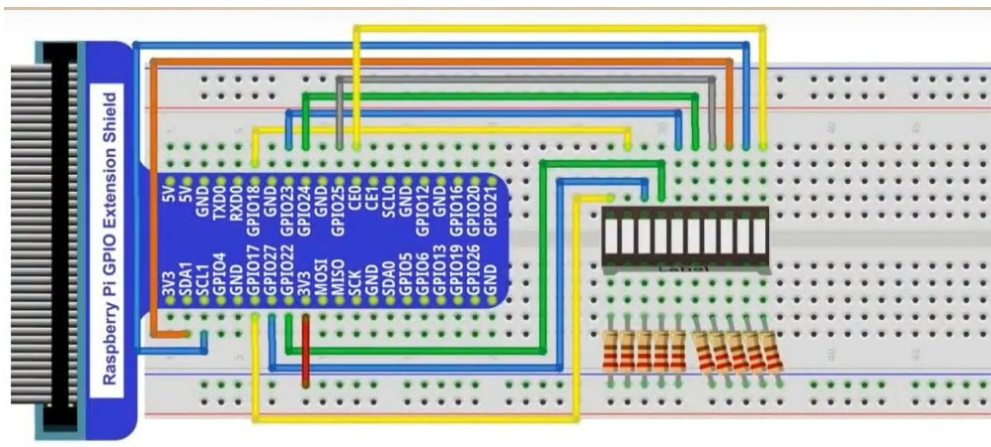 Raspberry Pi GPIO Extension Shield
5V
5V
GND
TXD0
RXD0
GPIO18
GND
GPIO23
GPIO24
GND
GPIO25
CE0
CE1
SCL0
GND
GPIO12
GND
GPIO16
GPIO20
GPIO21
3V3
SDA1
SCL1
GPIO4
GND
GPIO17
GPIO27
GPIO22
3V3
MOSI
MISO
SCK
GND
SDA0
GPIO5
GPIO6
GPIO13
GPIO19
GPIO26
GND
Label